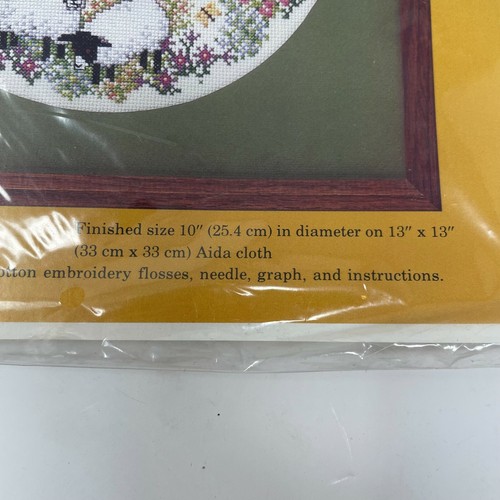 Finished size 10" (25.4 cm) in diameter on 13" x 13"
(33 cm x 33 cm) Aida cloth
embroidery flosses, needle, graph, and instructions.